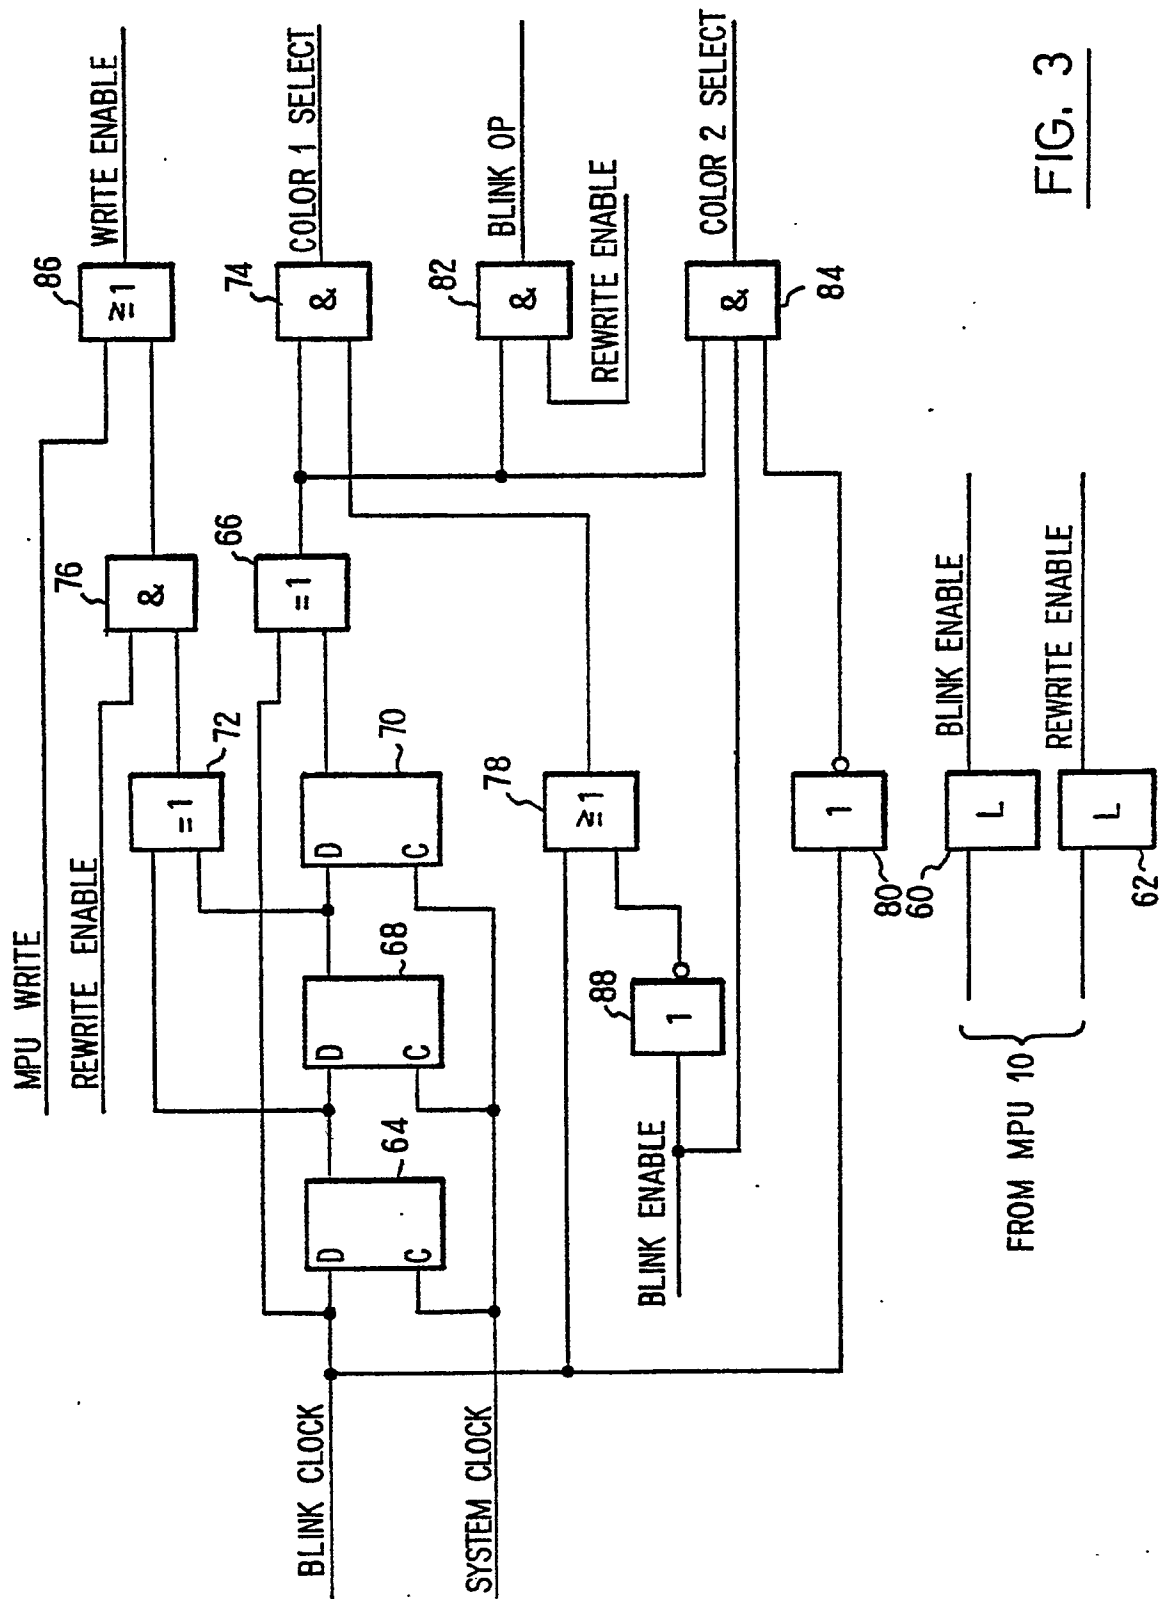 MPU WRITE
REWRITE ENABLE
76
&
86
≥1
WRITE ENABLE
72
=1
66
=1
74
&
COLOR 1 SELECT
BLINK CLOCK
SYSTEM CLOCK
D
C
64
D
C
68
D
C
70
82
&
BLINK OP
REWRITE ENABLE
78
≥1
88
1
BLINK ENABLE
84
&
COLOR 2 SELECT
80
1
FROM MPU 10
60
L
BLINK ENABLE
62
L
REWRITE ENABLE
FIG. 3